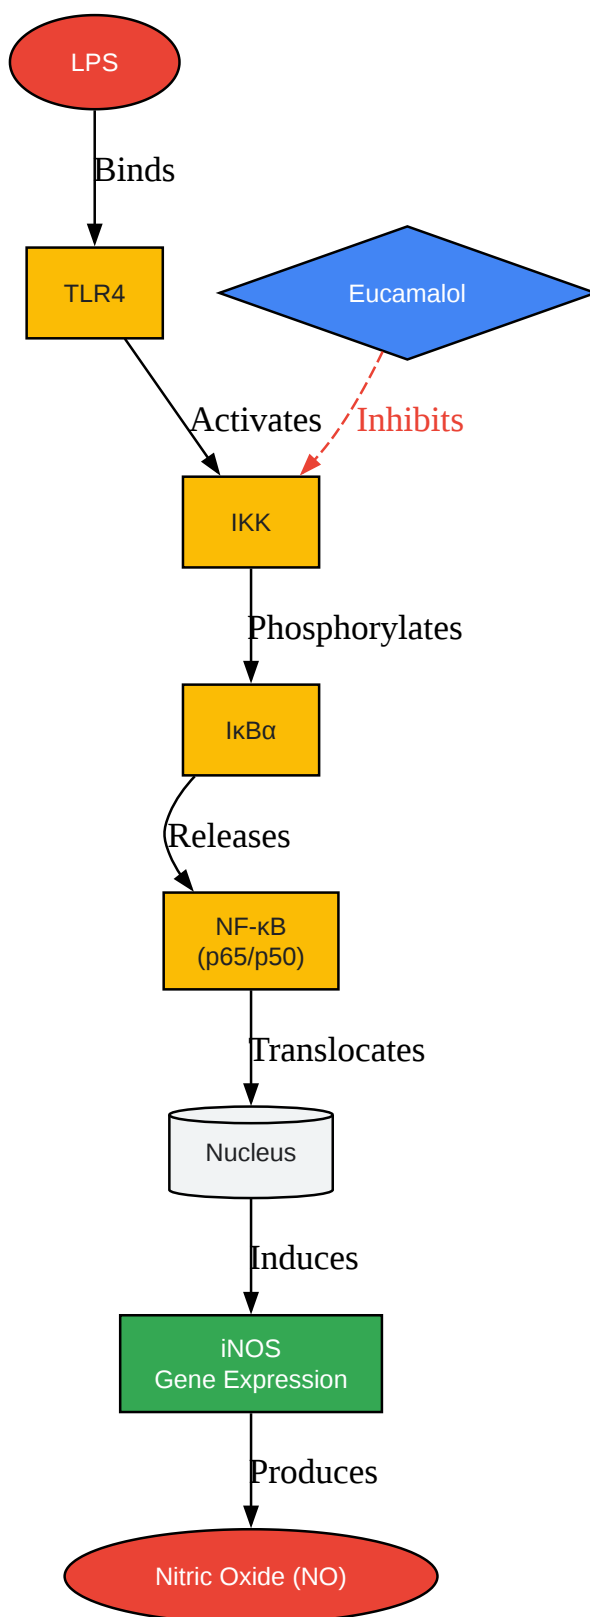 LPS
Binds
TLR4
Eucamalol
Activates
Inhibits
IKK
Phosphorylates
IκBα
Releases
NF-κB
(p65/p50)
Translocates
Nucleus
Induces
iNOS
Gene Expression
Produces
Nitric Oxide (NO)